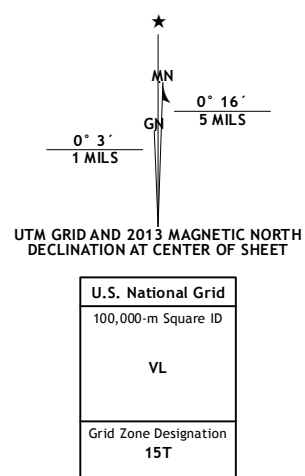 MN
0° 16´
5 MILS
GN
0° 3´
1 MILS
UTM GRID AND 2013 MAGNETIC NORTH
DECLINATION AT CENTER OF SHEET
U.S. National Grid
100,000-m Square ID
VL
Grid Zone Designation
15T